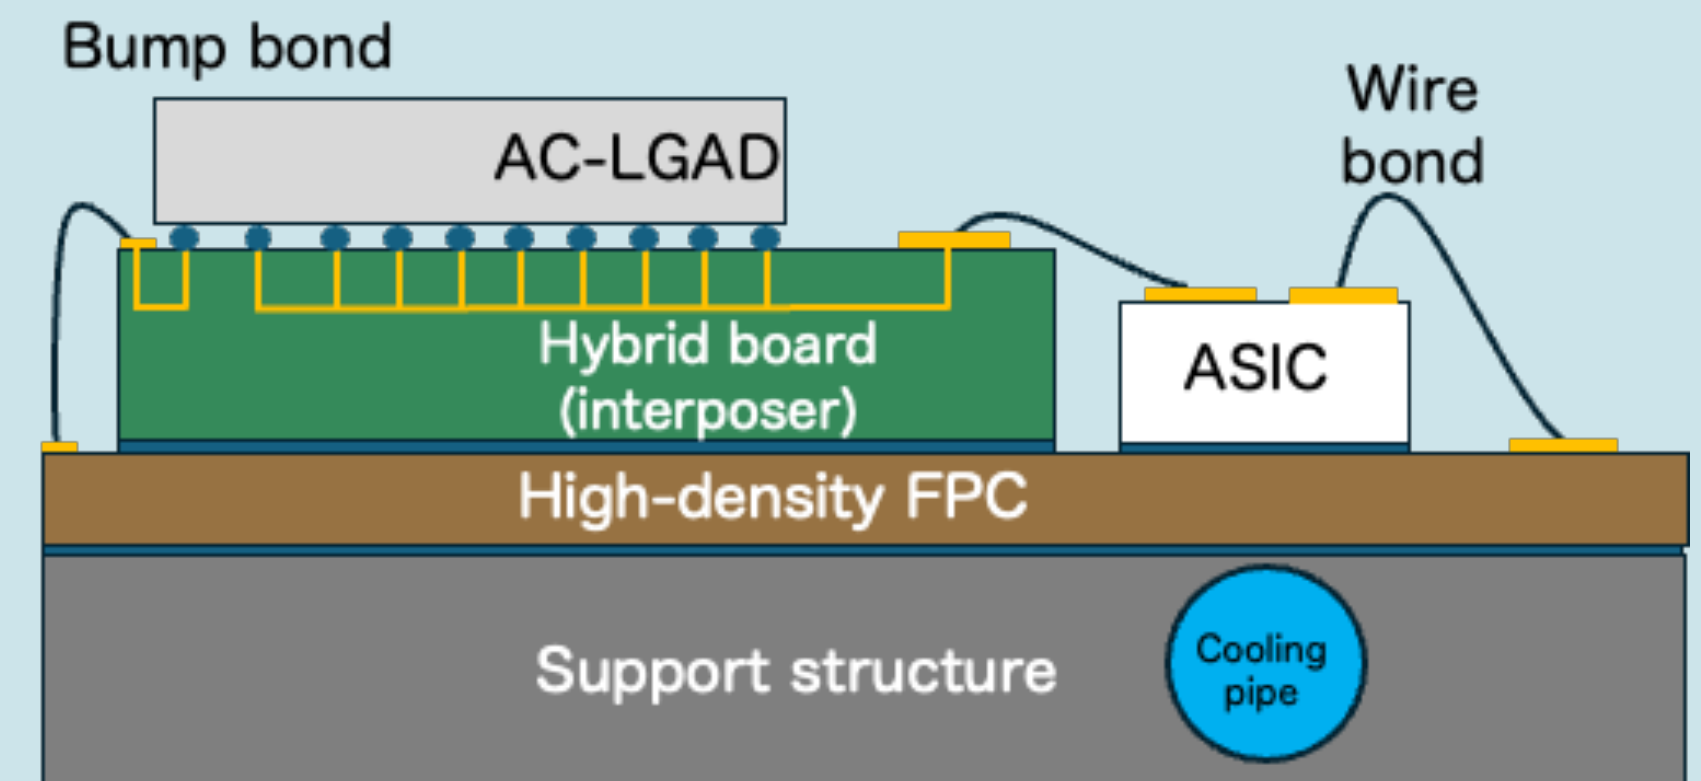 Bump bond
Wire
bond
AC-LGAD
Hybrid board
(interposer)
ASIC
High-density FPC
Support structure
Cooling
pipe